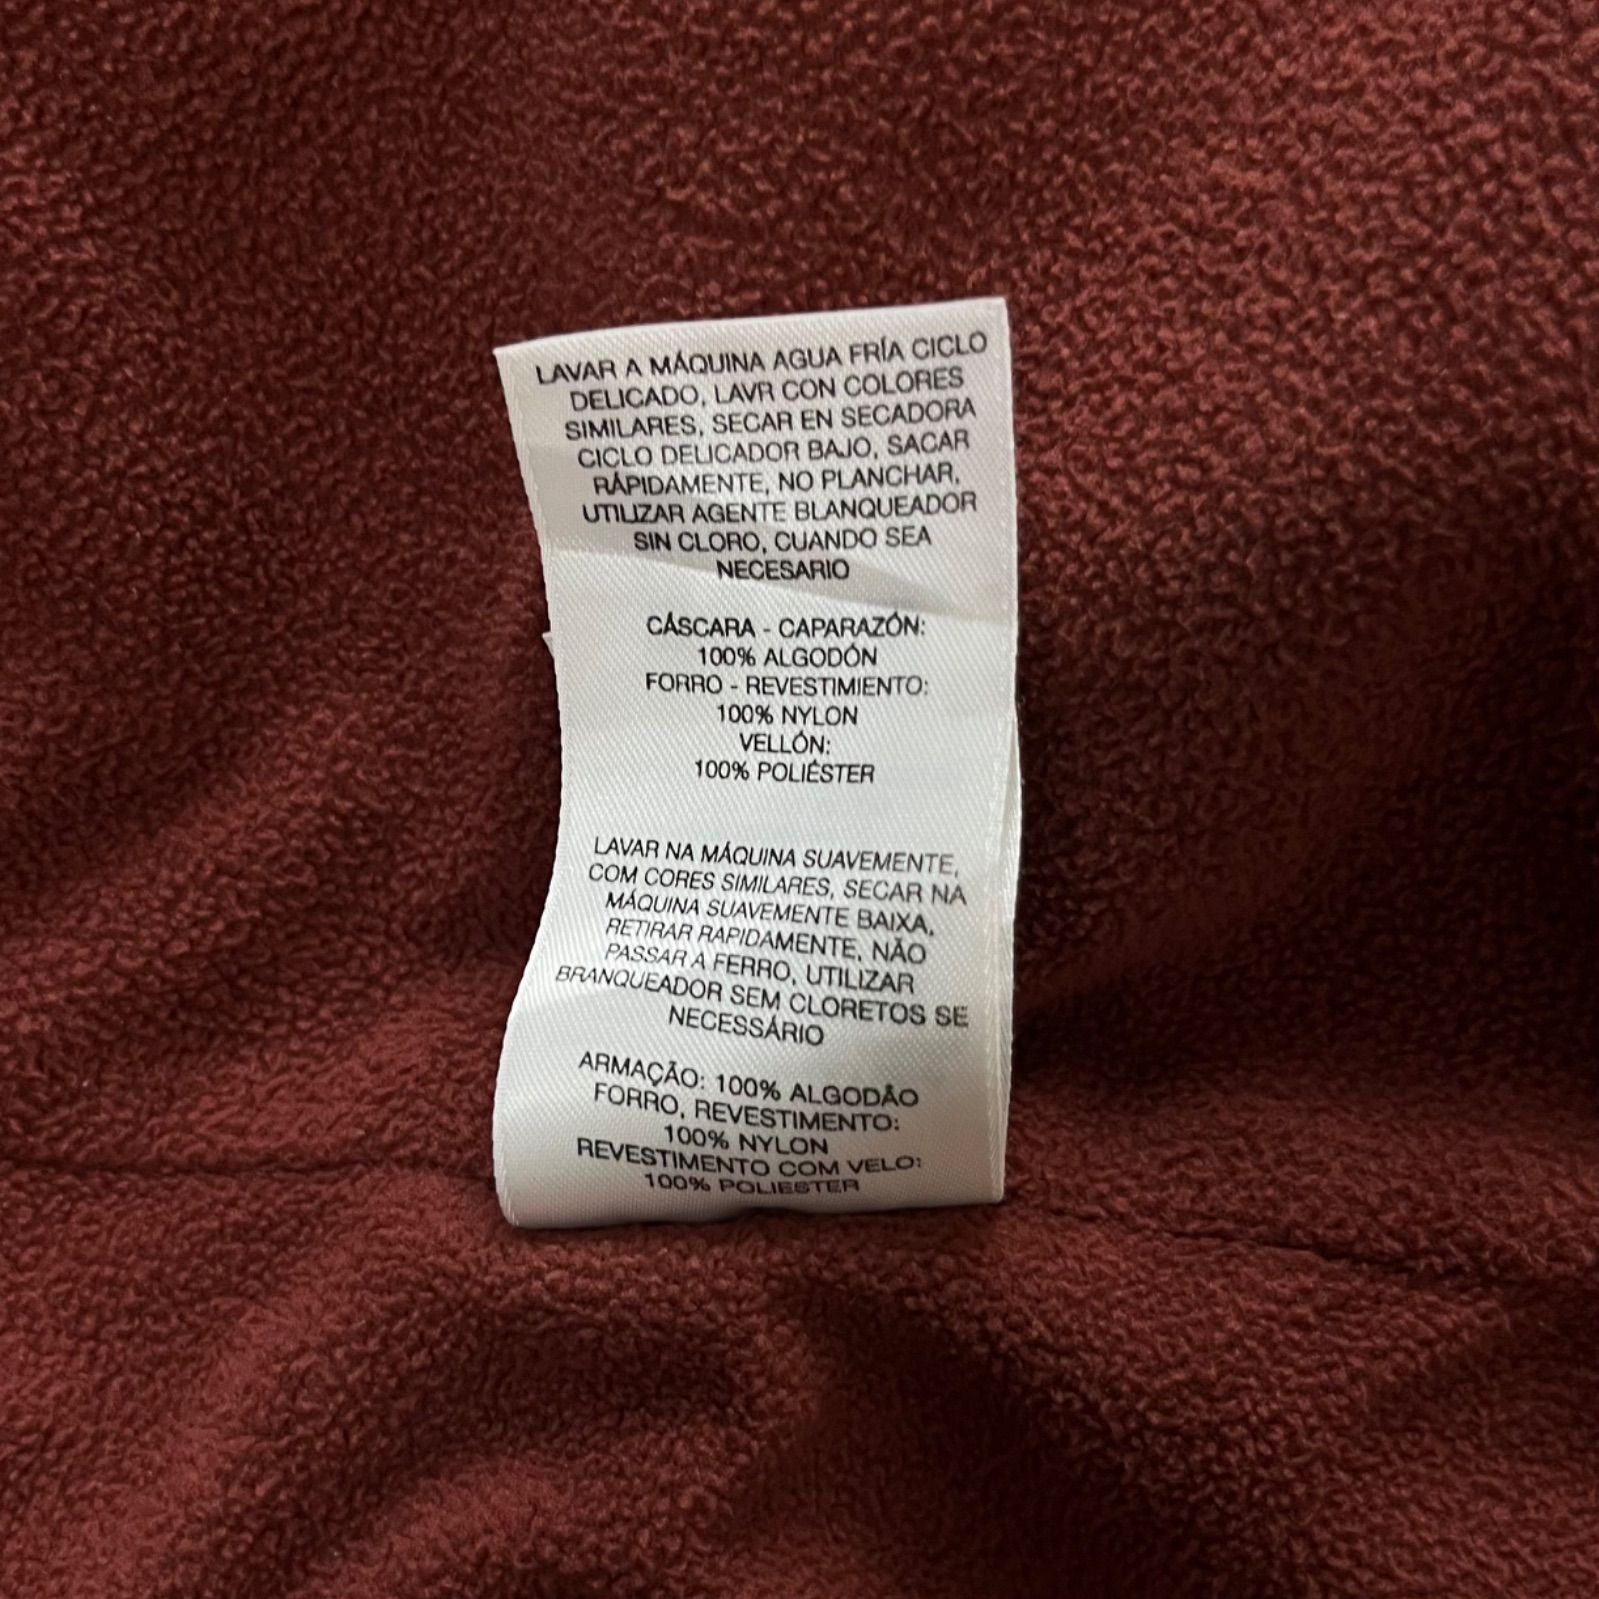 LAVAR A MÁQUINA AGUA FRÍA CICLO
DELICADO, LAVR CON COLORES
SIMILARES, SECAR EN SECADORA
CICLO DELICADOR BAJO, SACAR
RÁPIDAMENTE, NO PLANCHAR,
UTILIZAR AGENTE BLANQUEADOR
SIN CLORO, CUANDO SEA
NECESARIO
CÁSCARA - CAPARAZÓN:
100% ALGODÓN
FORRO - REVESTIMIENTO:
100% NYLON
VELLÓN:
100% POLIÉSTER
LAVAR NA MÁQUINA SUAVEMENTE,
COM CORES SIMILARES, SECAR NA
MÁQUINA SUAVEMENTE BAIXA,
RETIRAR RAPIDAMENTE, NÃO
PASSAR A FERRO, UTILIZAR
BRANQUEADOR SEM CLORETOS SE
NECESSÁRIO
ARMAÇÃO: 100% ALGODÃO
FORRO, REVESTIMENTO:
100% NYLON
REVESTIMENTO COM VELO:
100% POLIESTER